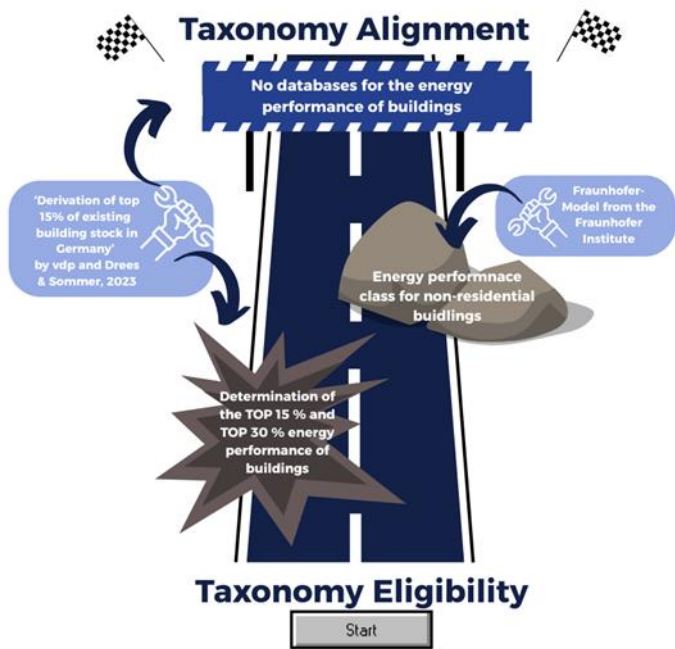 Taxonomy Alignment
No databases for the energy
performance of buildings
'Derivation of top
15% of existing
building stock in
Germany'
by vdp and Drees
& Sommer, 2023
Fraunhofer-
Model from the
Fraunhofer
Institute
Energy performnace
class for non-residential
buidlings
Determination of
the TOP 15 % and
TOP 30 % energy
performance of
buildings
Taxonomy Eligibility
Start